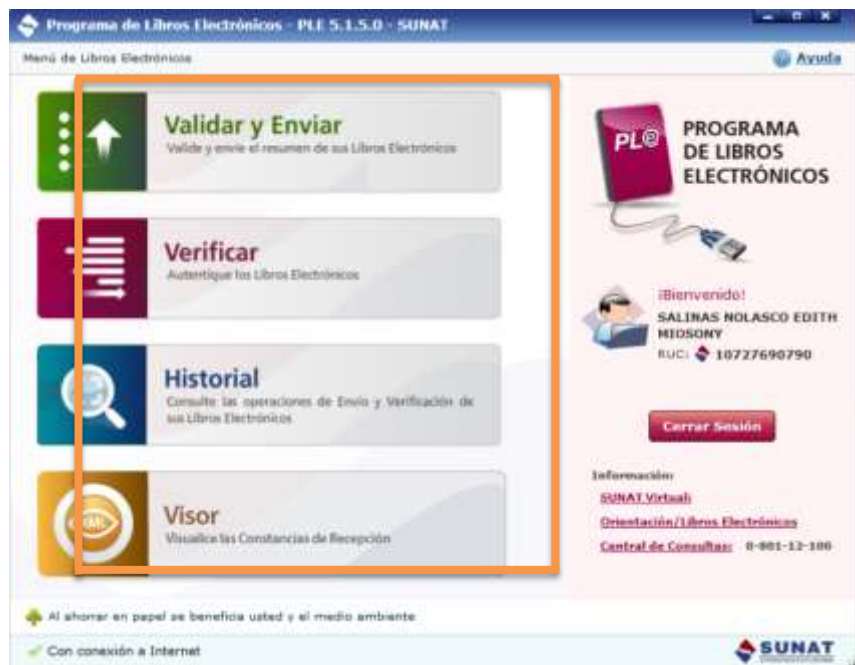 Programa de Libros Electrónicos - PLE 5.1.5.0 - SUNAT
Menú de Libros Electrónicos
Ayuda
Validar y Enviar
Valide y envíe el resumen de sus Libros Electrónicos
Verificar
Autentique los Libros Electrónicos
Historial
Consulte las operaciones de Envío y Verificación de
sus Libros Electrónicos
XML
Visor
Visualice las Constancias de Recepción
PL@
PROGRAMA
DE LIBROS
ELECTRÓNICOS
¡Bienvenido!
SALINAS NOLASCO EDITH
MIDSONY
RUC: 10727690790
Cerrar Sesión
Información:
SUNAT Virtual:
Orientación/Libros Electrónicos
Central de Consultas: 0-801-12-100
Al ahorrar en papel se beneficia usted y el medio ambiente
Con conexión a Internet
SUNAT